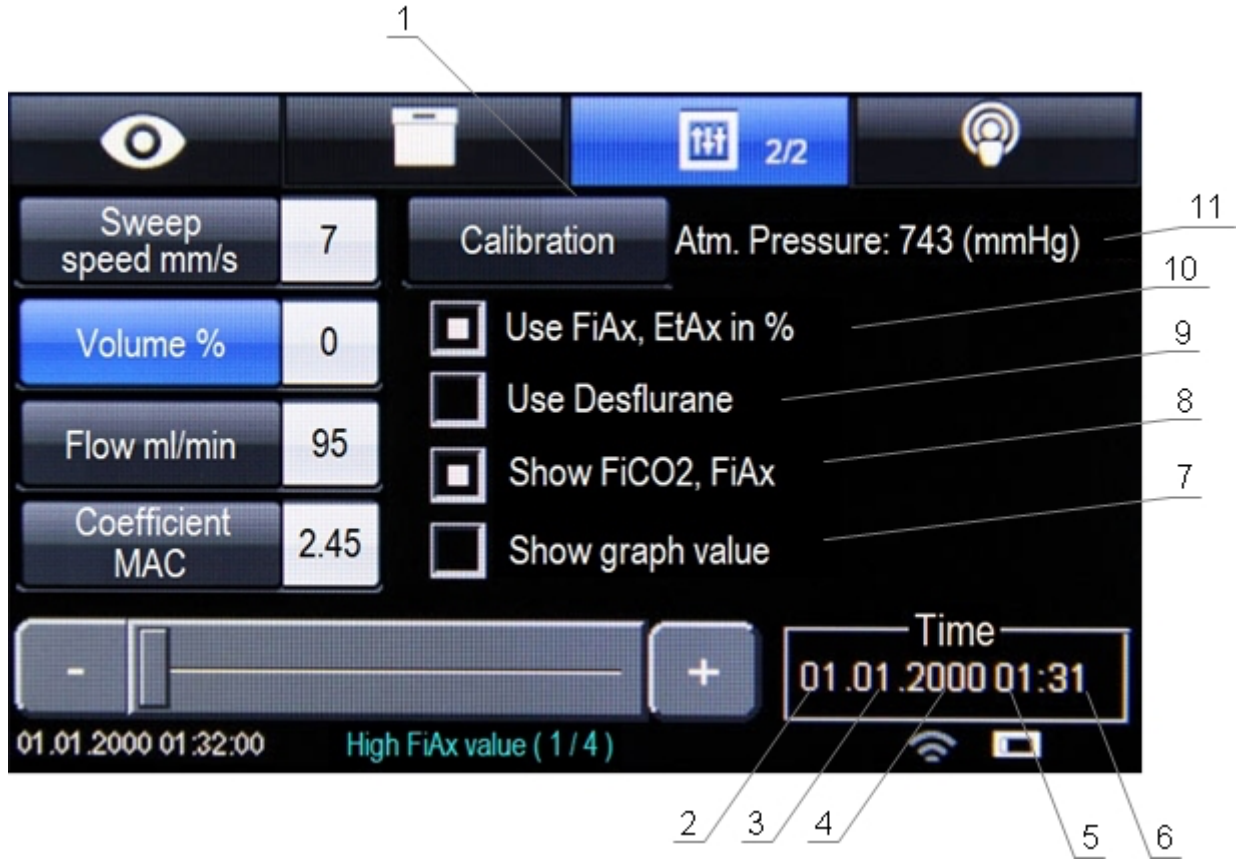 1
2/2
Sweep
speed mm/s
7
Calibration
Atm. Pressure: 743 (mmHg)
11
10
Volume %
0
Use FiAx, EtAx in %
9
Use Desflurane
8
Flow ml/min
95
Show FiCO2, FiAx
7
Coefficient
MAC
2.45
Show graph value
-
+
Time
01.01.2000 01:31
01.01.2000 01:32:00
High FiAx value ( 1 / 4 )
2
3
4
5
6